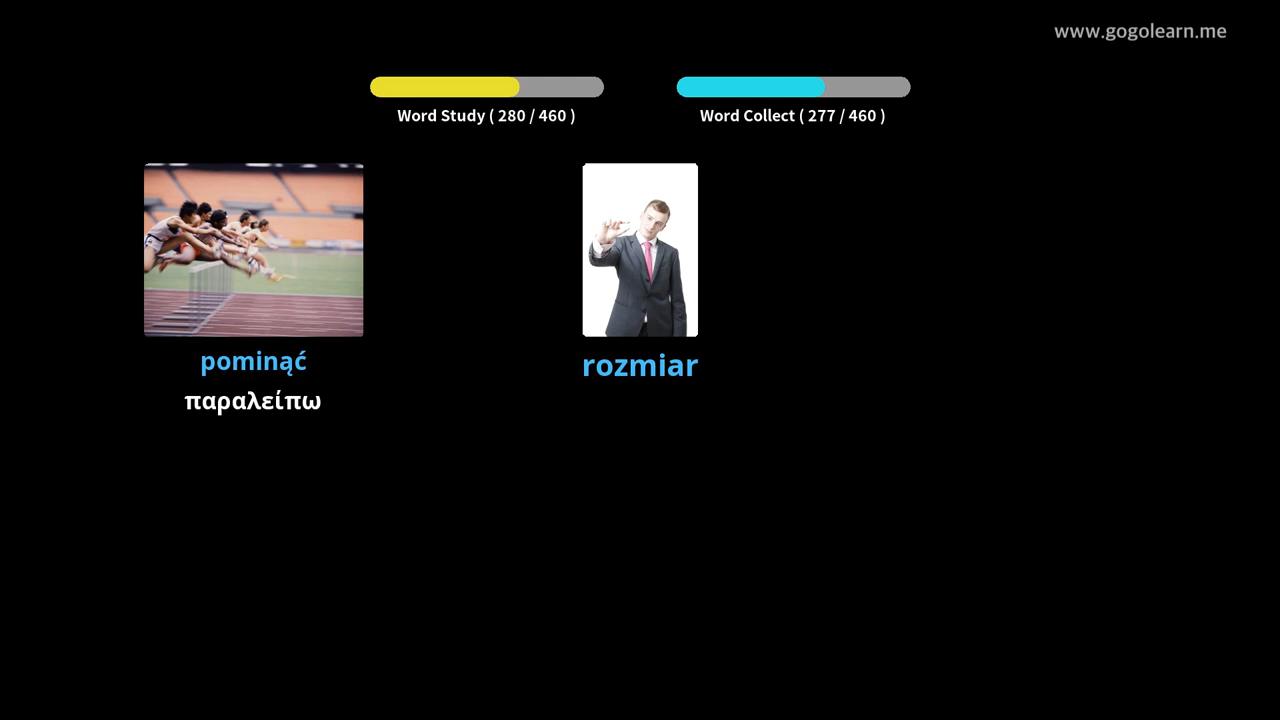 www.gogolearn.me
Word Study ( 280 / 460 )
Word Collect ( 277 / 460 )
pominąć
παραλείπω
rozmiar